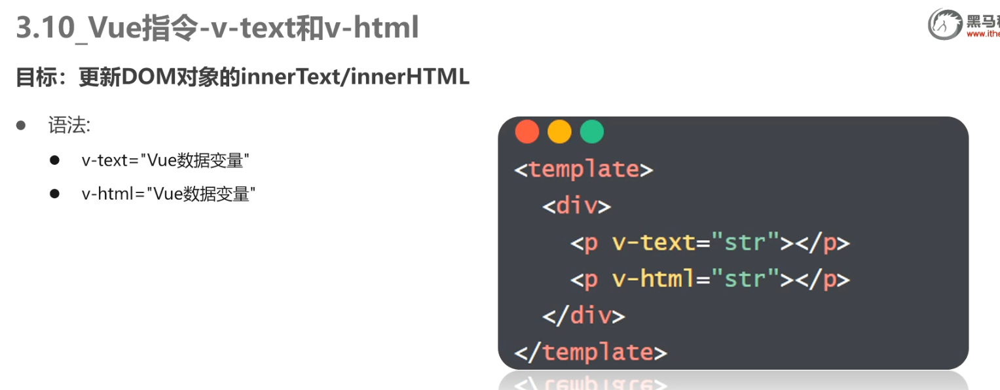 3.10_Vue指令-v-text和v-html
黑马
www.ithe
目标：更新DOM对象的innerText/innerHTML
语法:
v-text="Vue数据变量"
v-html="Vue数据变量"
<template>
<div>
<p v-text="str"></p>
<p v-html="str"></p>
</div>
</template>